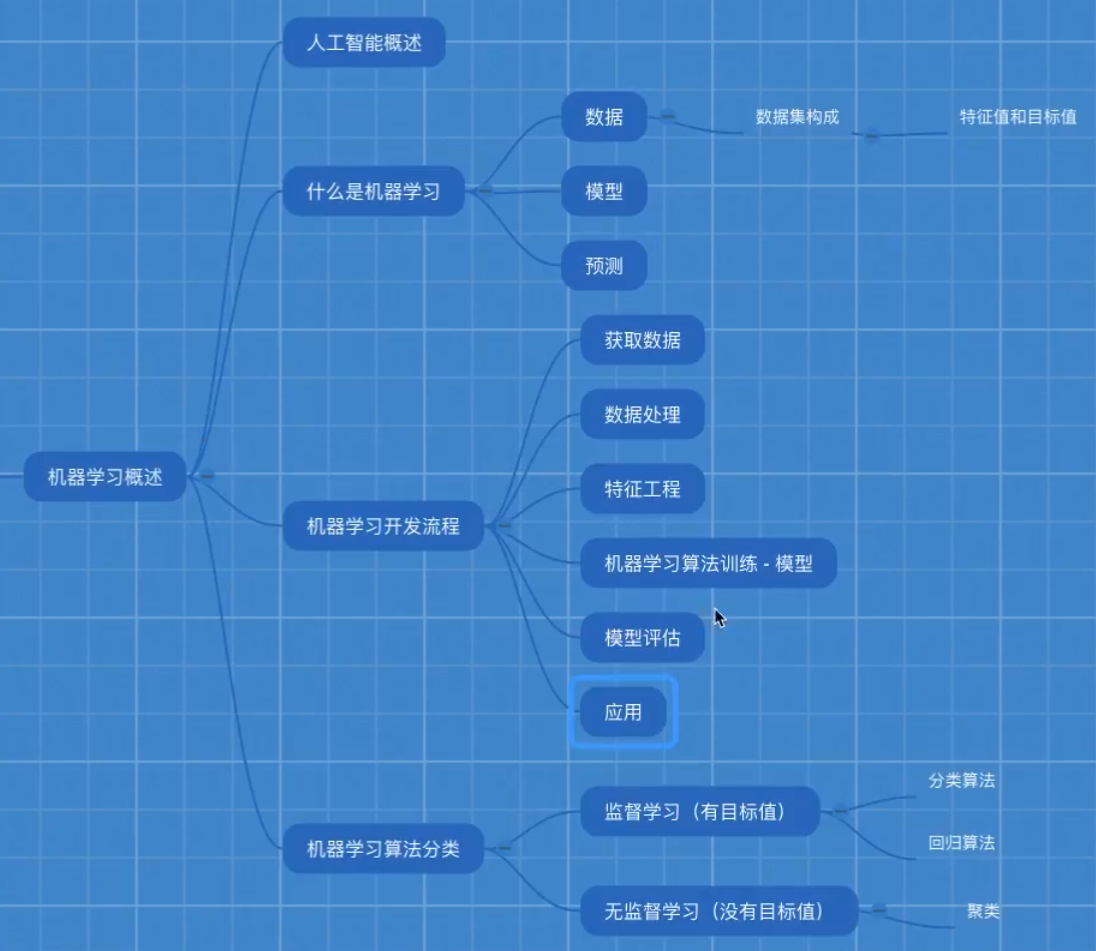 人工智能概述
数据
数据集构成
特征值和目标值
什么是机器学习
模型
预测
获取数据
数据处理
机器学习概述
特征工程
机器学习开发流程
机器学习算法训练 - 模型
模型评估
应用
分类算法
监督学习（有目标值）
回归算法
机器学习算法分类
无监督学习（没有目标值）
聚类